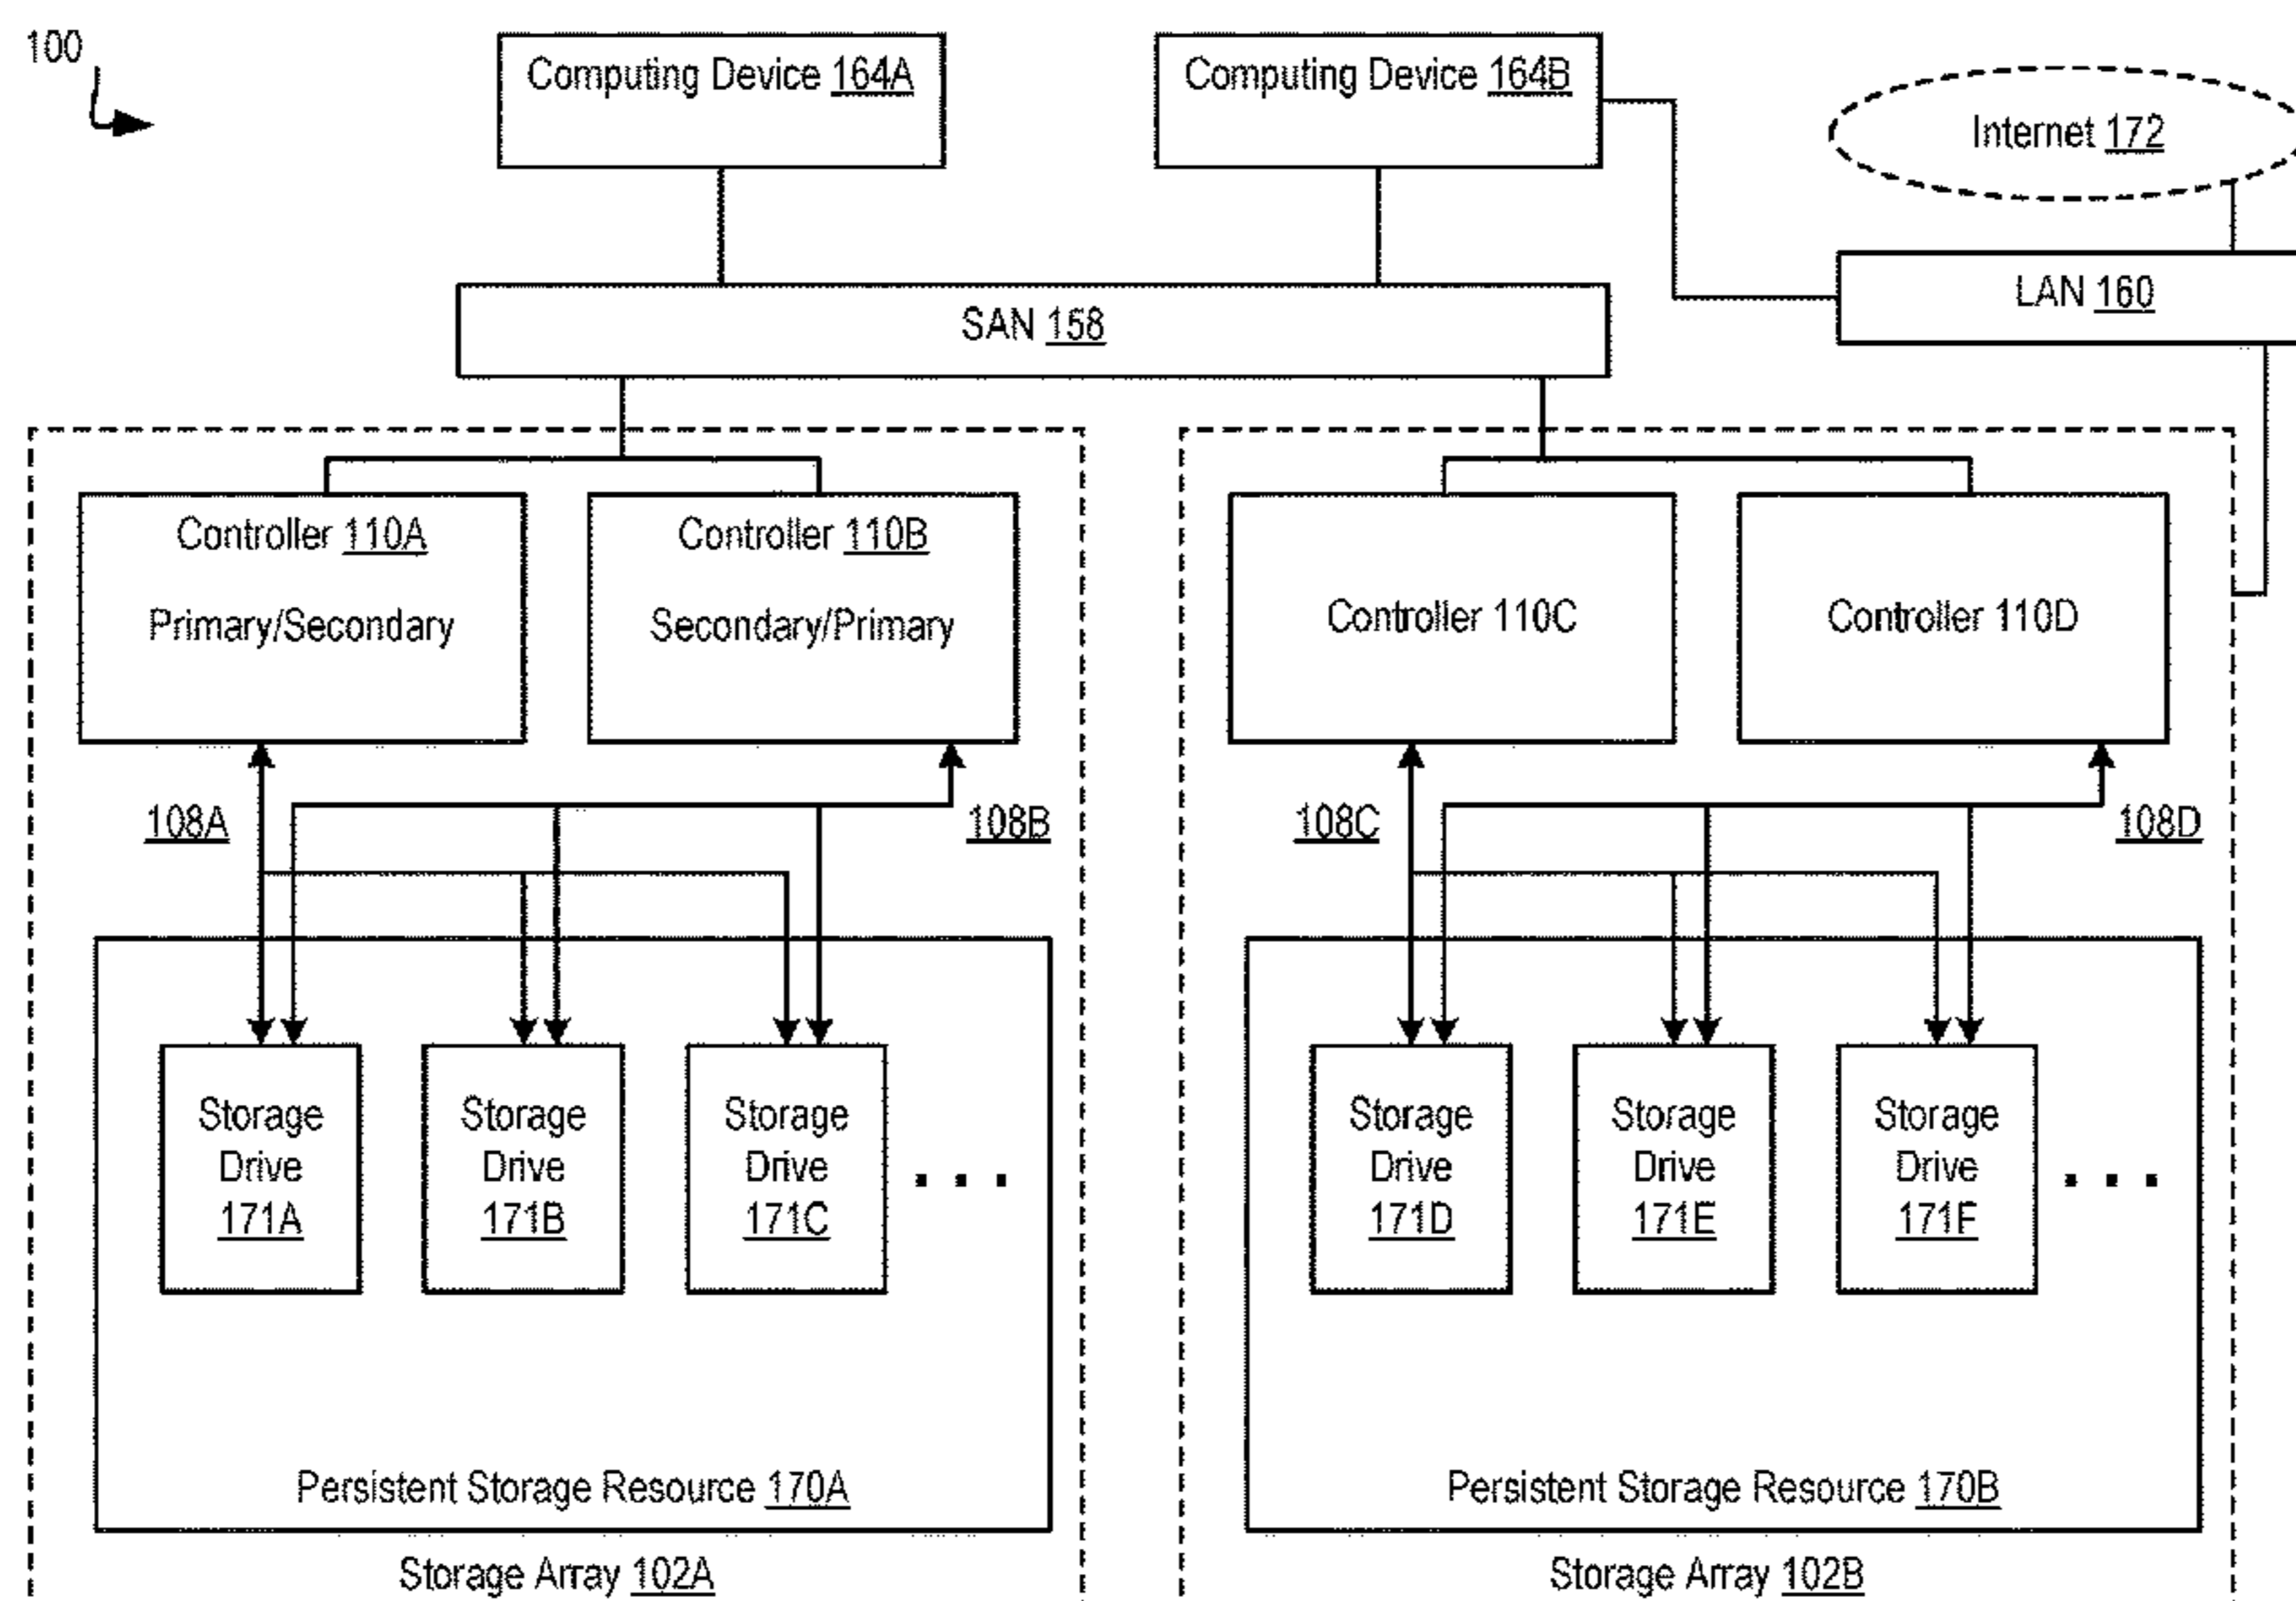 100
Computing Device 164A
Computing Device 164B
Internet 172
LAN 160
SAN 158
Controller 110A
Primary/Secondary
Controller 110B
Secondary/Primary
Controller 110C
Controller 110D
108A
108B
108C
108D
Storage
Drive
171A
Storage
Drive
171B
Storage
Drive
171C
. . .
Storage
Drive
171D
Storage
Drive
171E
Storage
Drive
171F
. . .
Persistent Storage Resource 170A
Persistent Storage Resource 170B
Storage Array 102A
Storage Array 102B